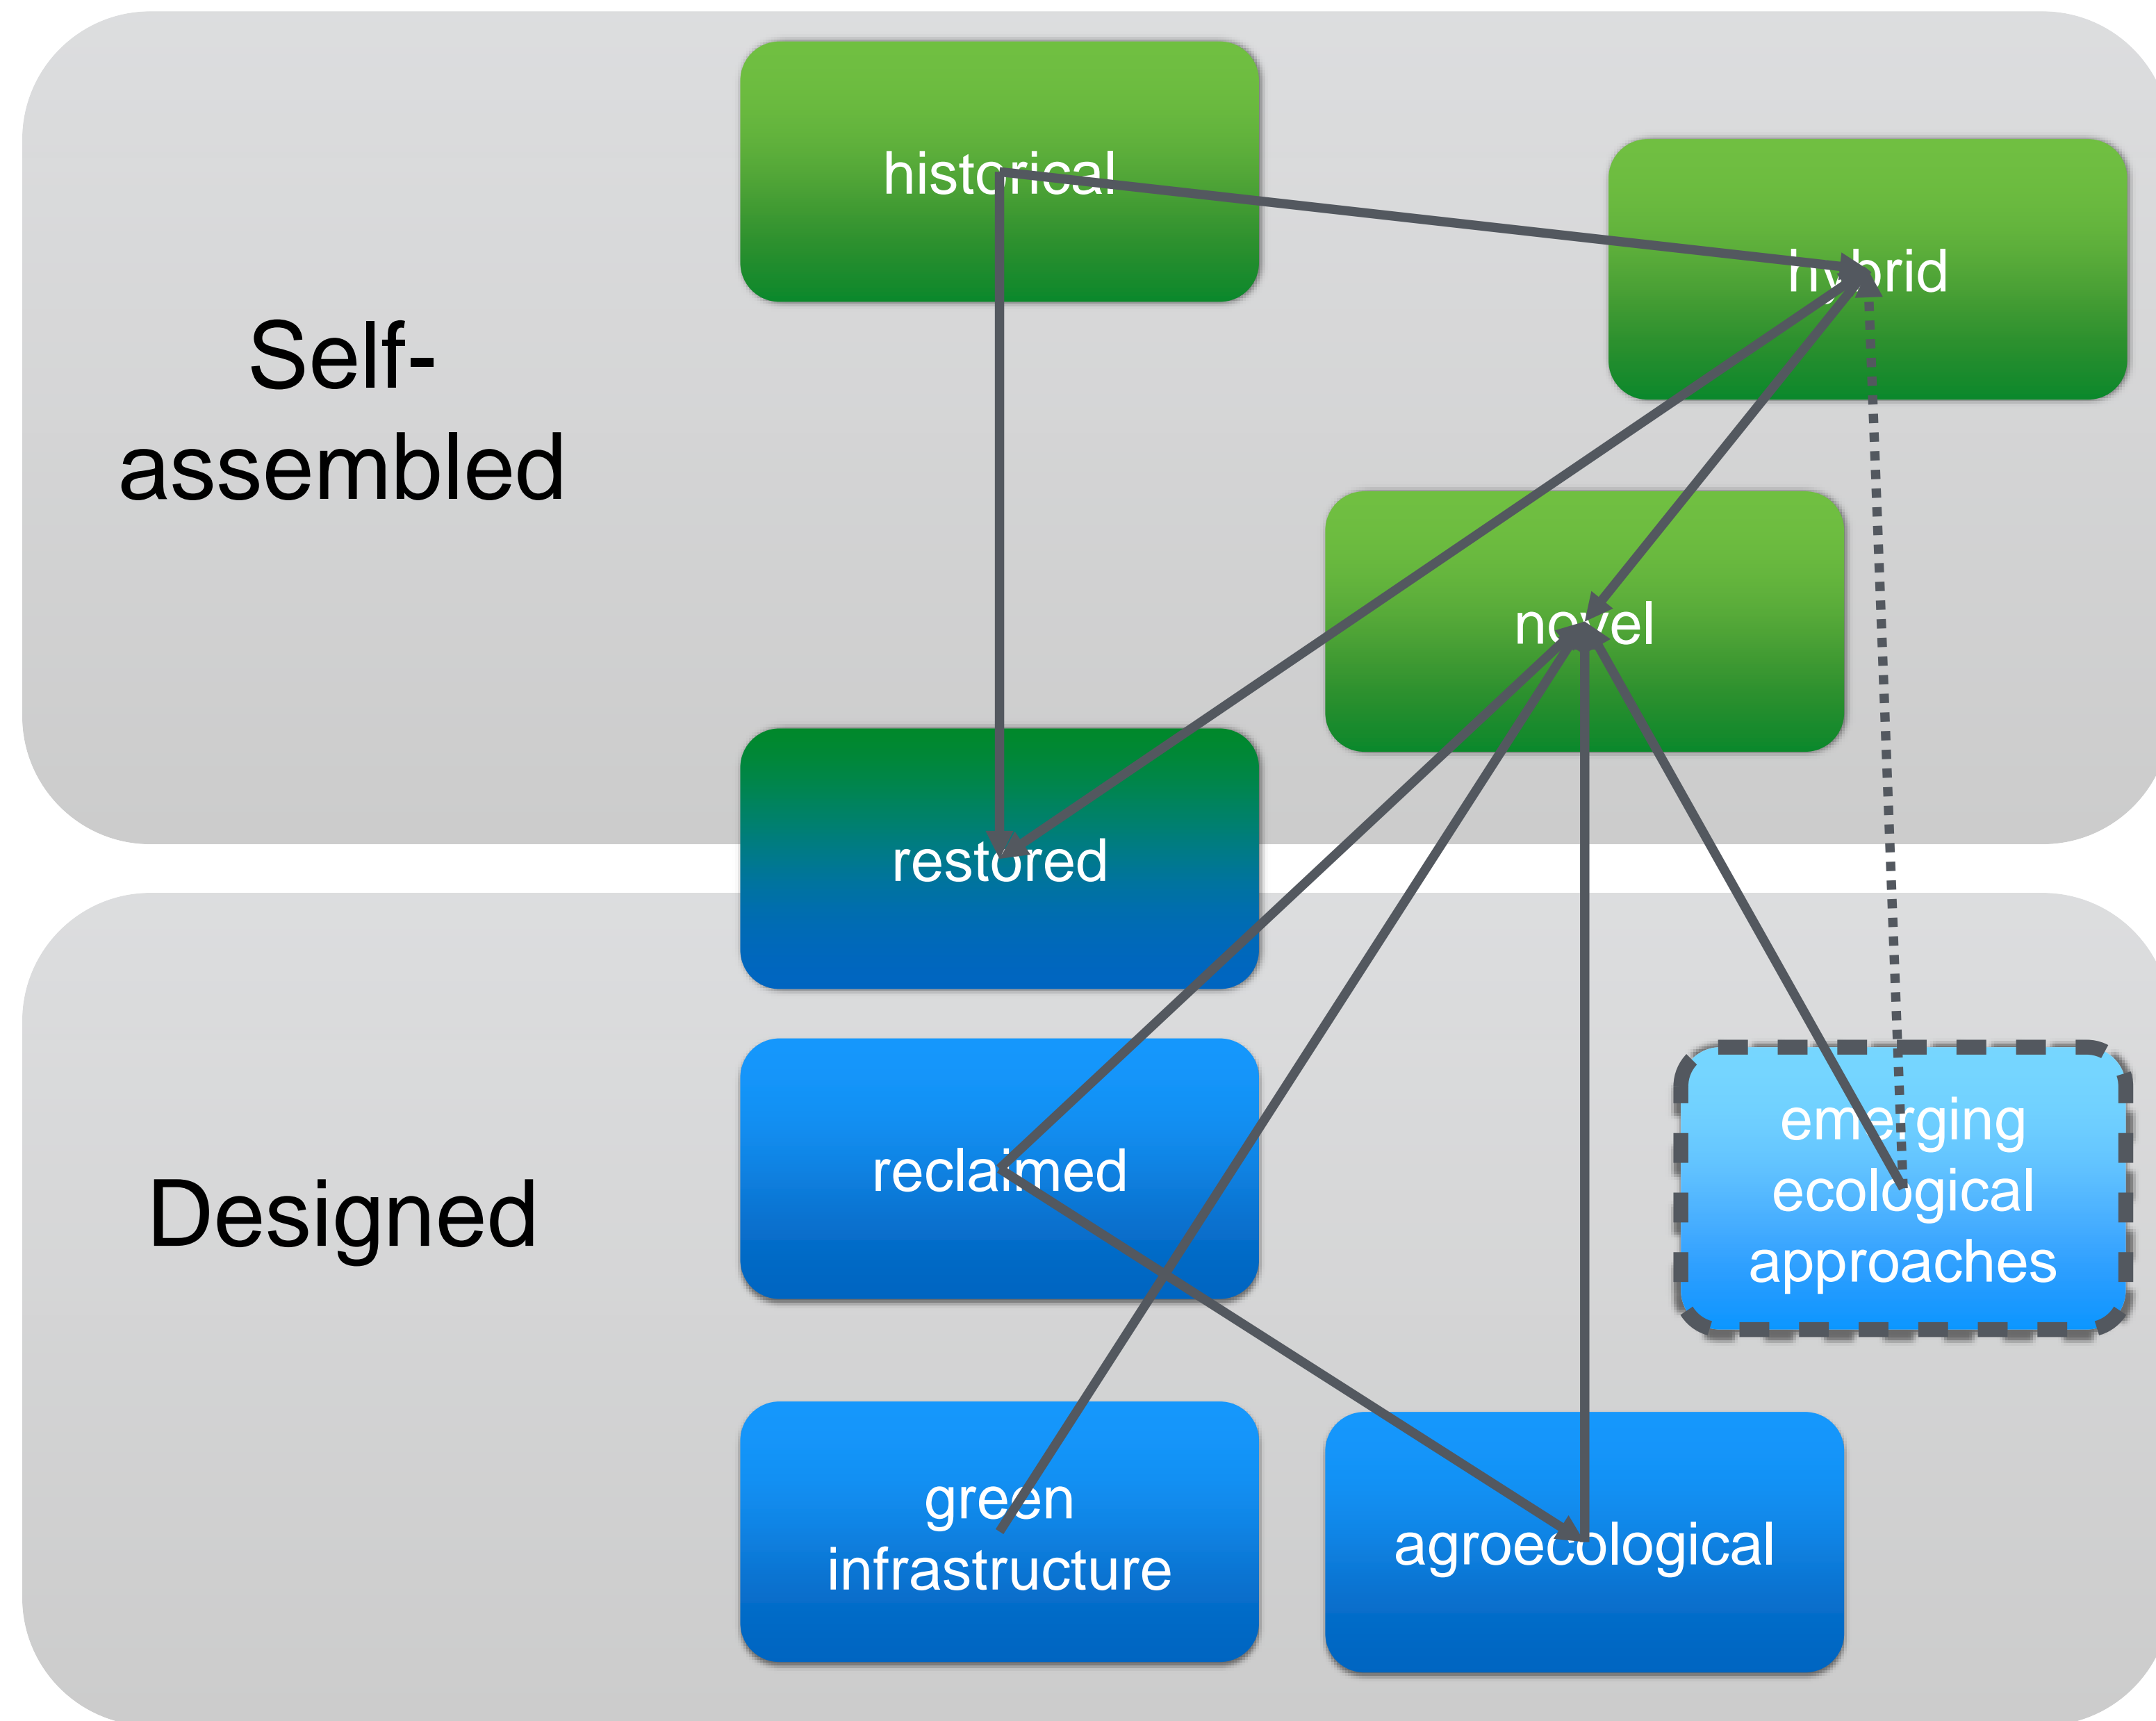 historical
hybrid
Self-
assembled
novel
restored
emerging
ecological
approaches
reclaimed
Designed
green
infrastructure
agroecological